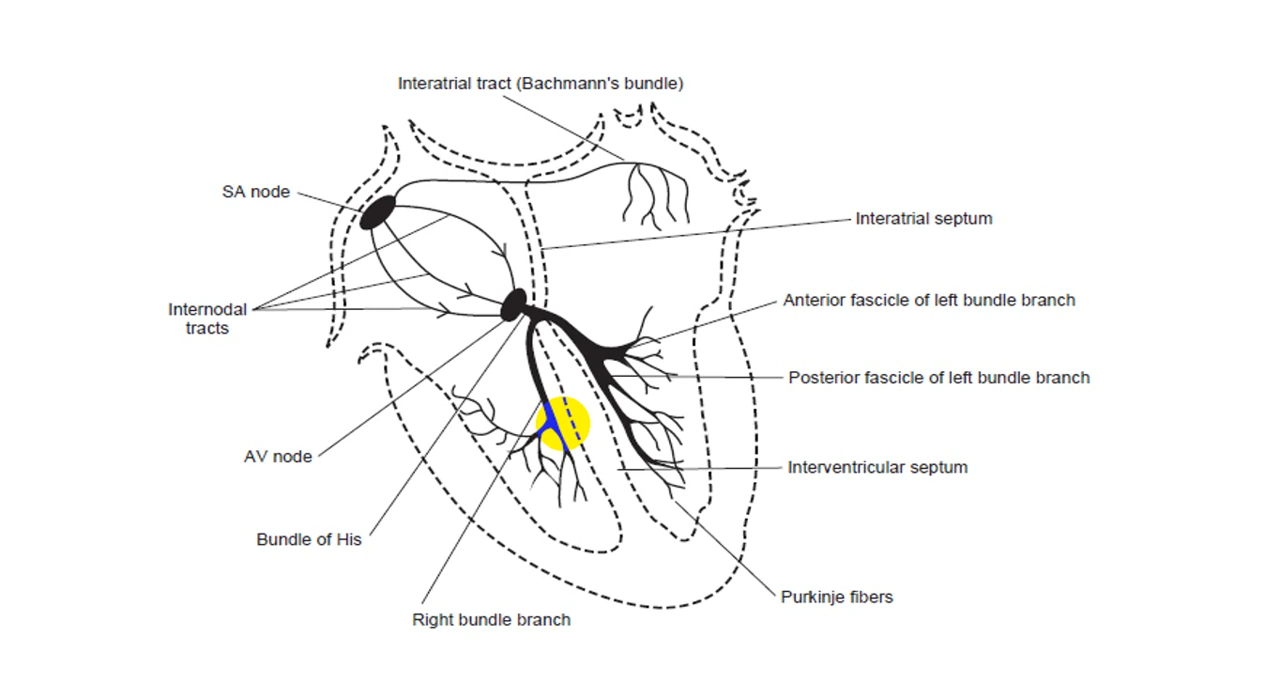 Interatrial tract (Bachmann's bundle)
SA node
Interatrial septum
Internodal
tracts
Anterior fascicle of left bundle branch
Posterior fascicle of left bundle branch
AV node
Interventricular septum
Bundle of His
Purkinje fibers
Right bundle branch